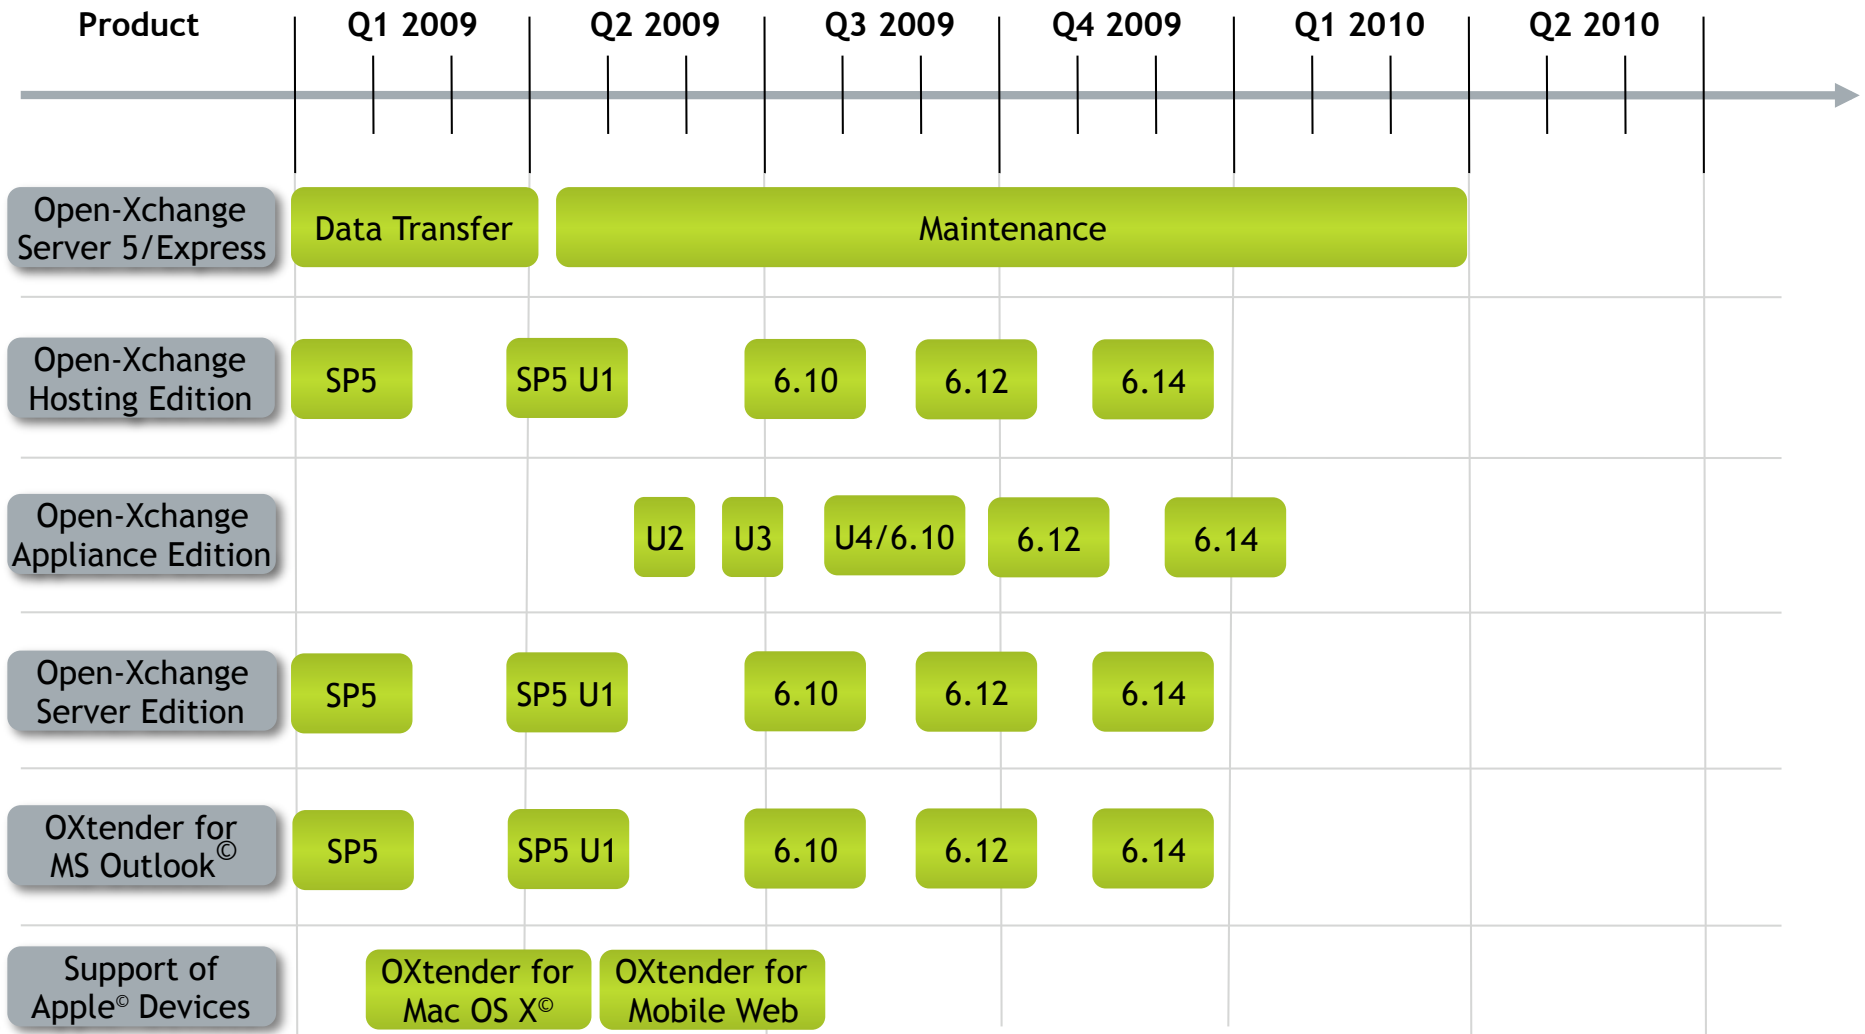 Product Q1 2009 Q2 2009 Q3 2009 Q4 2009 Q1 2010 Q2 2010
Open-Xchange
Server 5/Express
Data Transfer
Maintenance
Open-Xchange
Hosting Edition
SP5
SP5 U1
6.10
6.12
6.14
Open-Xchange
Appliance Edition
U2
U3
U4/6.10
6.12
6.14
Open-Xchange
Server Edition
SP5
SP5 U1
6.10
6.12
6.14
OXtender for
MS Outlook©
SP5
SP5 U1
6.10
6.12
6.14
Support of
Apple© Devices
OXtender for
Mac OS X©
OXtender for
Mobile Web